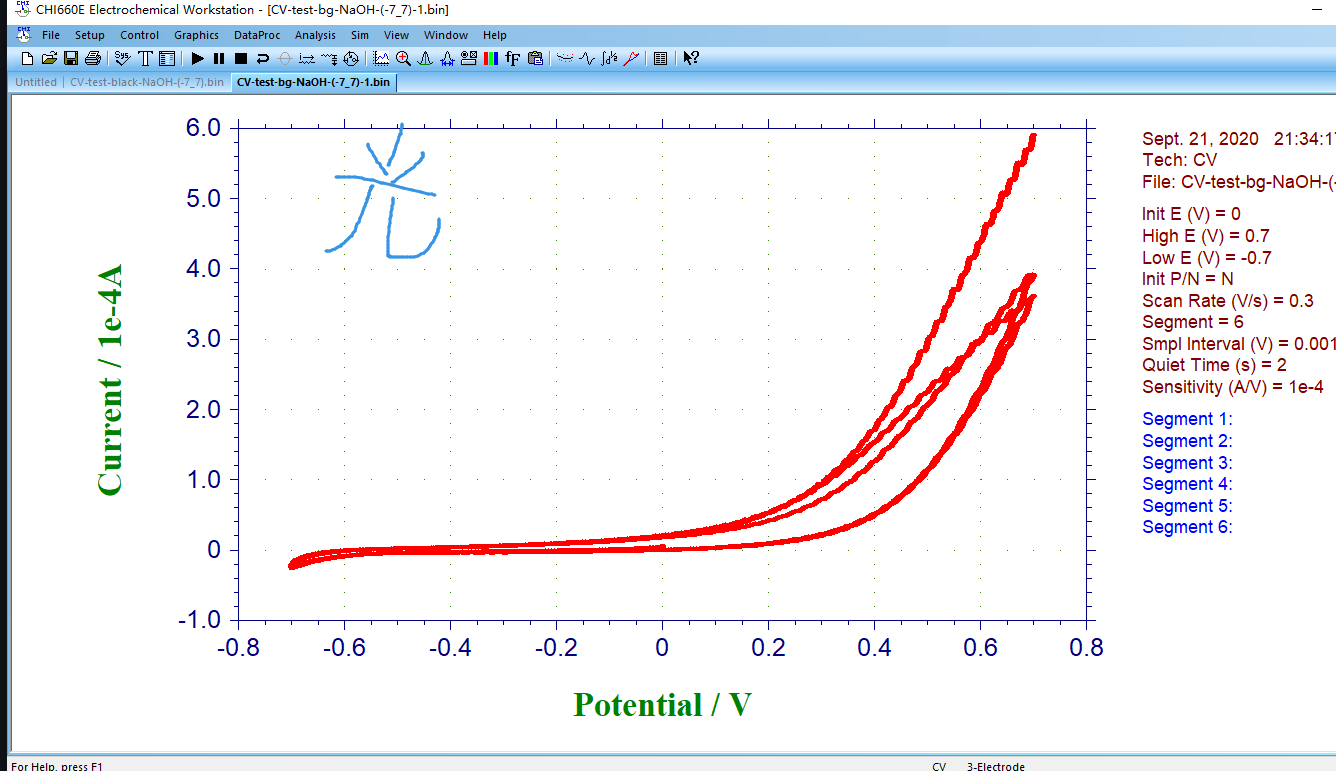 CHI660E Electrochemical Workstation - [CV-test-bg-NaOH-(-7_7)-1.bin]
File Setup Control Graphics DataProc Analysis Sim View Window Help
Untitled CV-test-black-NaOH-(-7_7).bin CV-test-bg-NaOH-(-7_7)-1.bin
光
6.0
5.0
4.0
3.0
2.0
1.0
0
-1.0
-0.8 -0.6 -0.4 -0.2 0 0.2 0.4 0.6 0.8
Current / 1e-4A
Potential / V
Sept. 21, 2020 21:34:17
Tech: CV
File: CV-test-bg-NaOH-(-
Init E (V) = 0
High E (V) = 0.7
Low E (V) = -0.7
Init P/N = N
Scan Rate (V/s) = 0.3
Segment = 6
Smpl Interval (V) = 0.001
Quiet Time (s) = 2
Sensitivity (A/V) = 1e-4
Segment 1:
Segment 2:
Segment 3:
Segment 4:
Segment 5:
Segment 6:
For Help, press F1 CV 3-Electrode